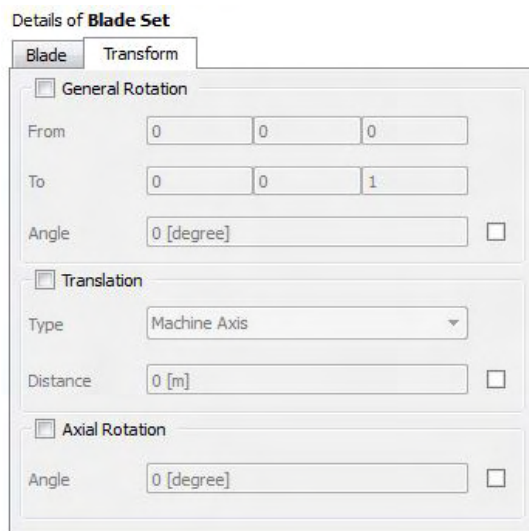 Details of Blade Set
Blade Transform
General Rotation
From 0 0 0
To 0 0 1
Angle 0 [degree]
Translation
Type Machine Axis
Distance 0 [m]
Axial Rotation
Angle 0 [degree]